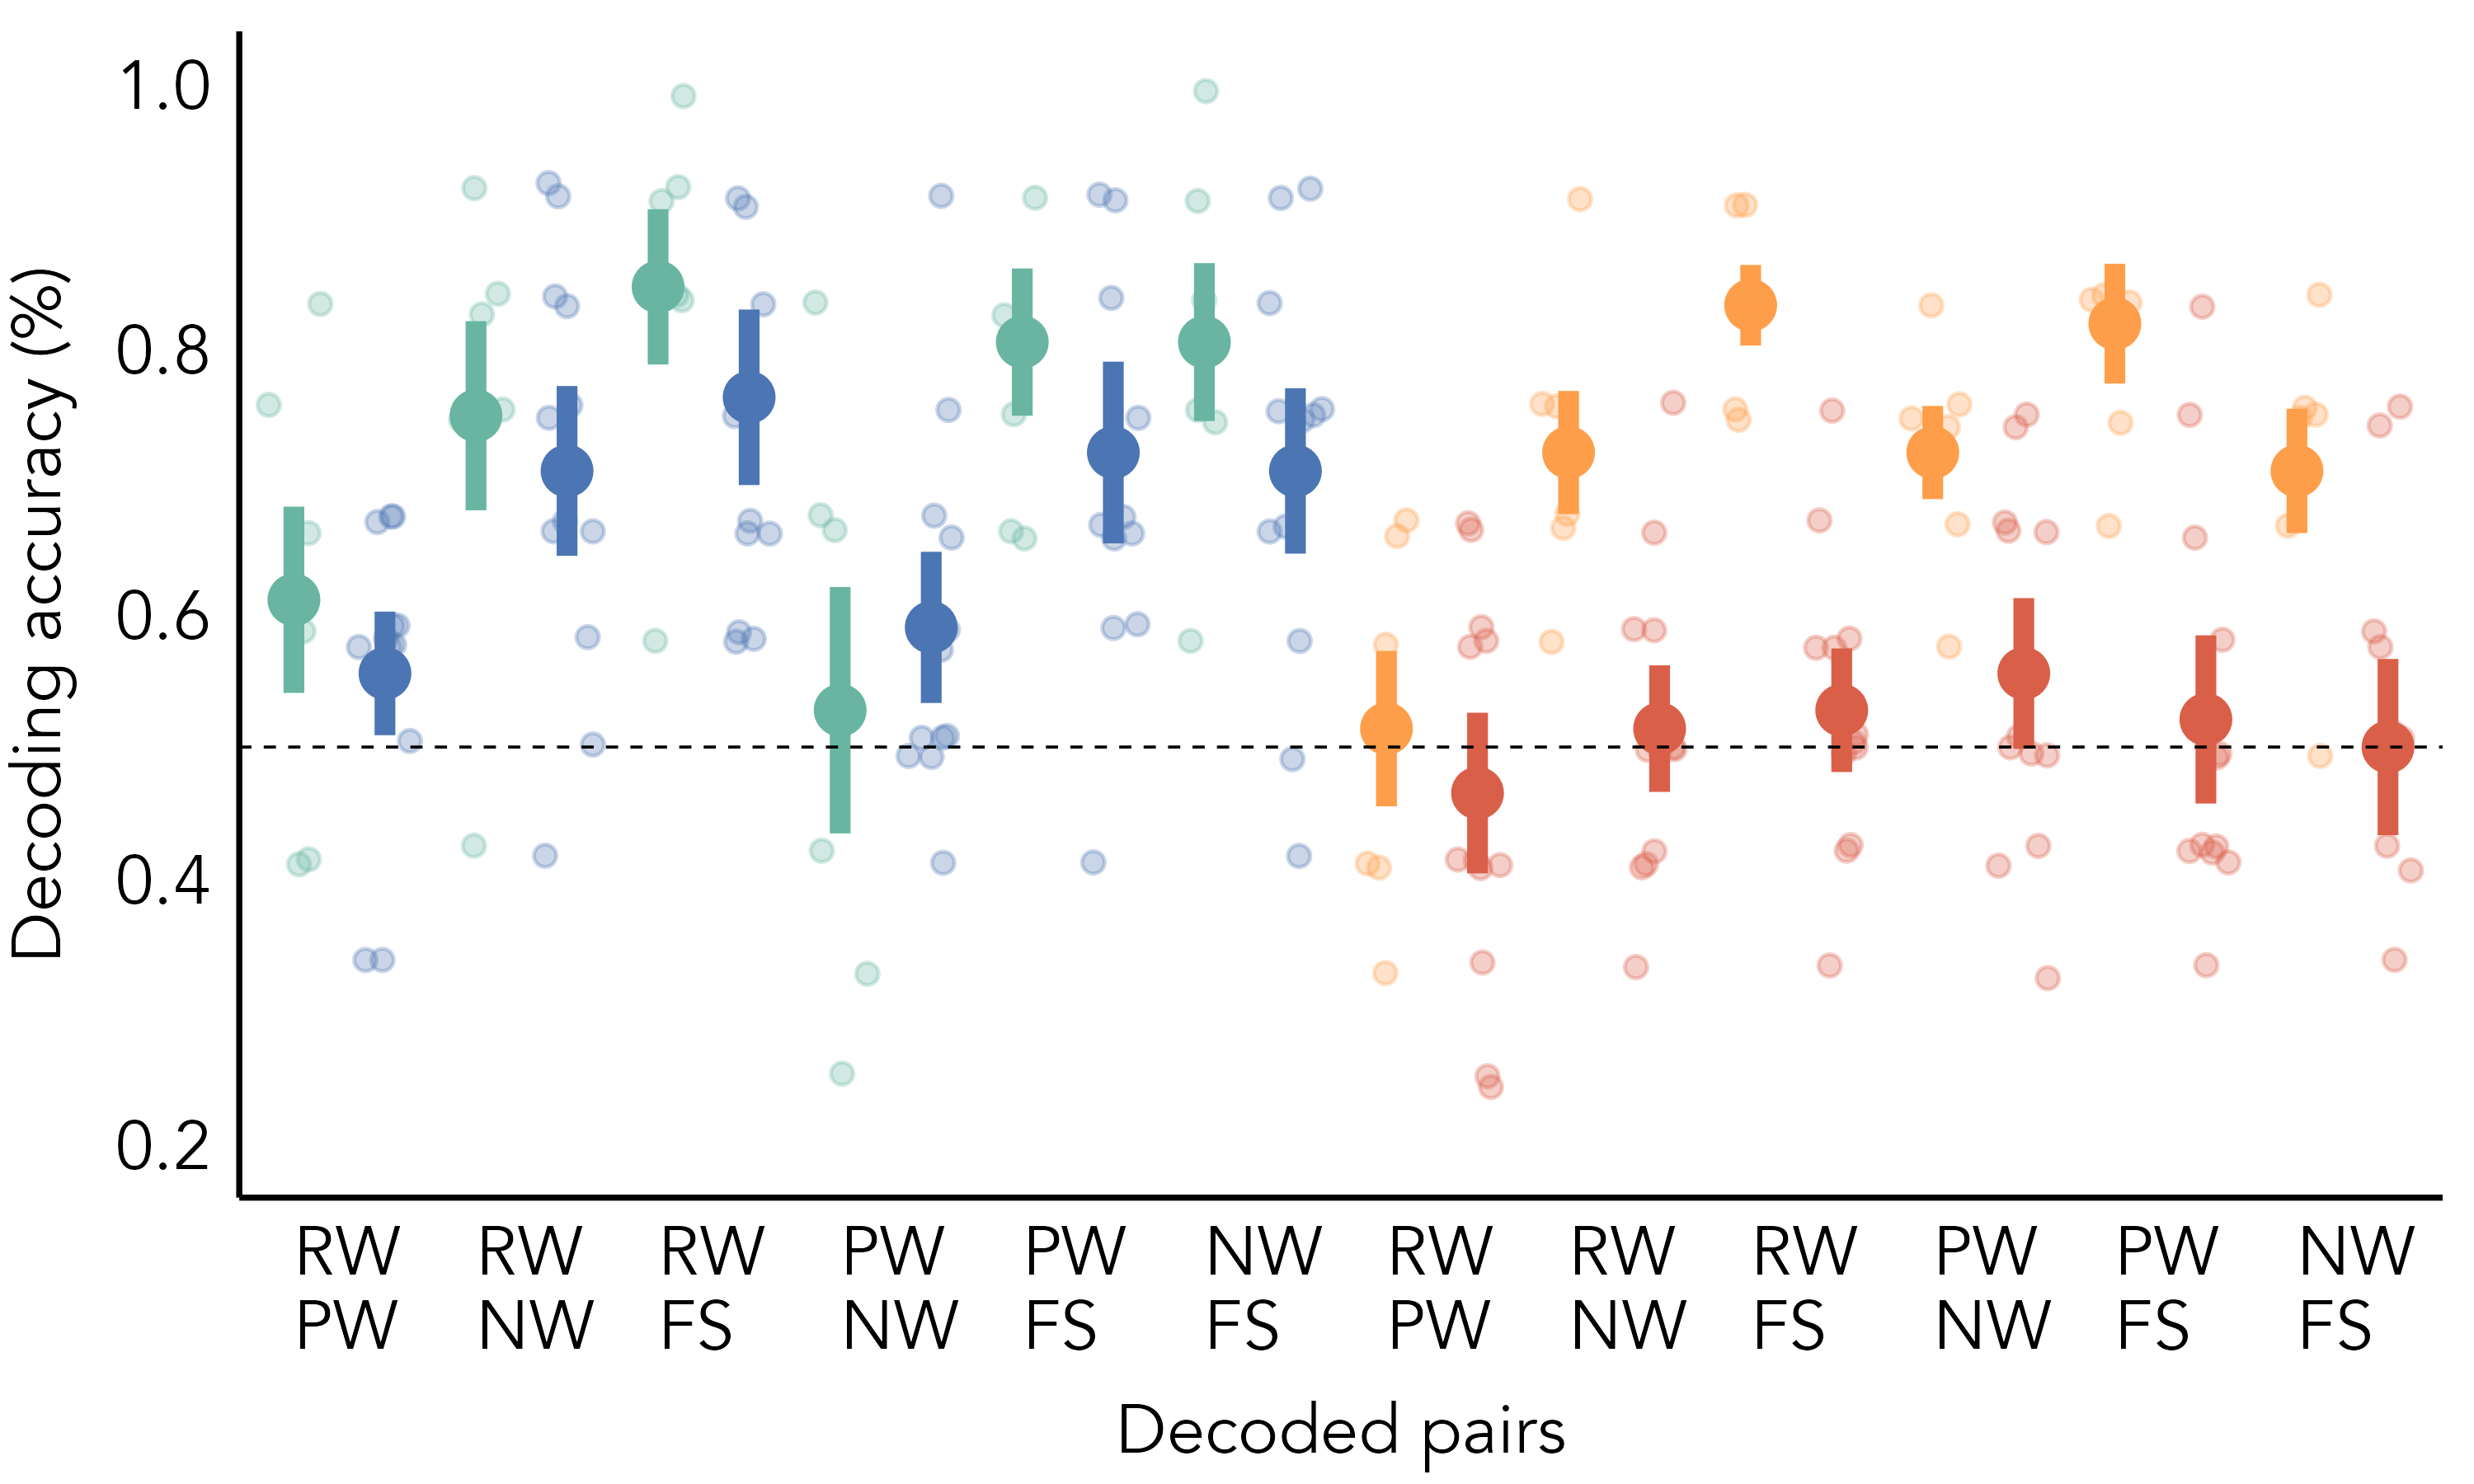 Decoding accuracy (%)
1.0
0.8
0.6
0.4
0.2
RW RW RW PW PW NW RW RW RW PW PW NW
PW NW FS NW FS FS PW NW FS NW FS FS
Decoded pairs